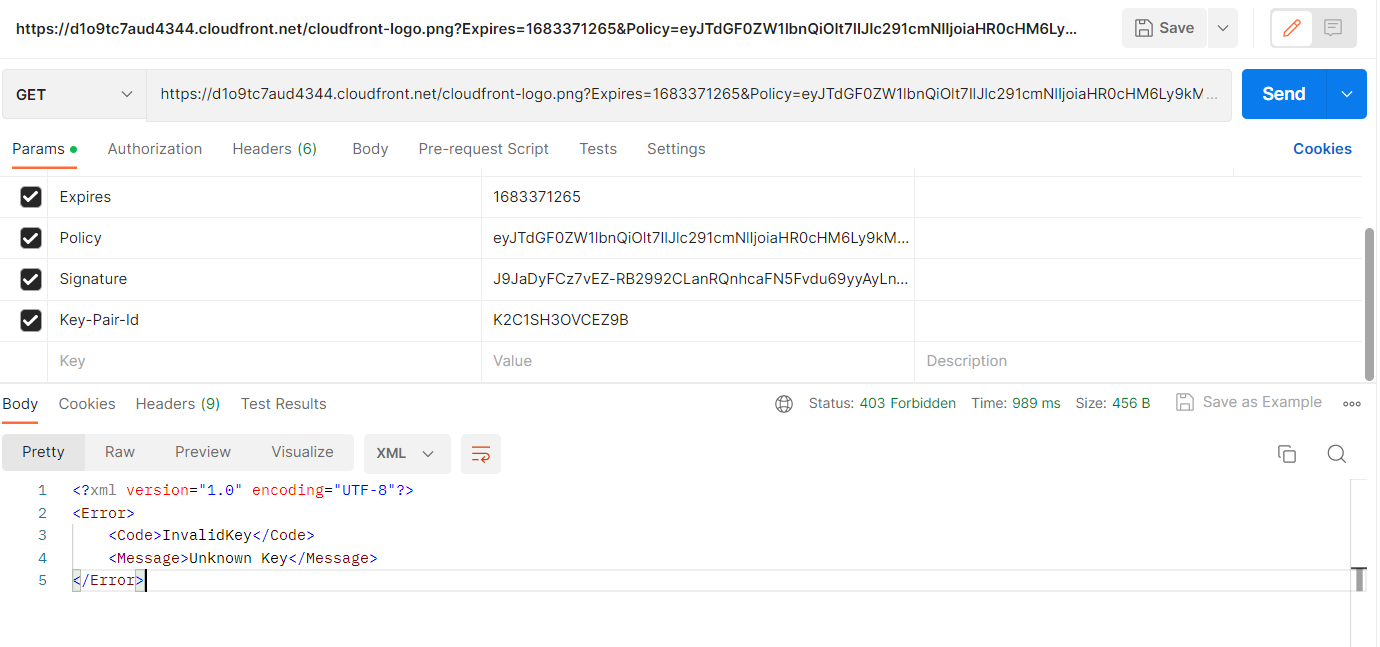 https://d1o9tc7aud4344.cloudfront.net/cloudfront-logo.png?Expires=1683371265&Policy=eyJTdGF0ZW1lbnQiOlt7IlJlc291cmNlIjoiaHR0cHM6Ly...
Save
GET
https://d1o9tc7aud4344.cloudfront.net/cloudfront-logo.png?Expires=1683371265&Policy=eyJTdGF0ZW1lbnQiOlt7IlJlc291cmNlIjoiaHR0cHM6Ly9kM...
Send
Params Authorization Headers (6) Body Pre-request Script Tests Settings Cookies
Expires 1683371265
Policy eyJTdGF0ZW1lbnQiOlt7IlJlc291cmNlIjoiaHR0cHM6Ly9kM...
Signature J9JaDyFCz7vEZ-RB2992CLanRQnhcaFN5Fvdu69yyAyLn...
Key-Pair-Id K2C1SH3OVCEZ9B
Key Value Description
Body Cookies Headers (9) Test Results Status: 403 Forbidden Time: 989 ms Size: 456 B Save as Example
Pretty Raw Preview Visualize XML
1 <?xml version="1.0" encoding="UTF-8"?>
2 <Error>
3 <Code>InvalidKey</Code>
4 <Message>Unknown Key</Message>
5 </Error>